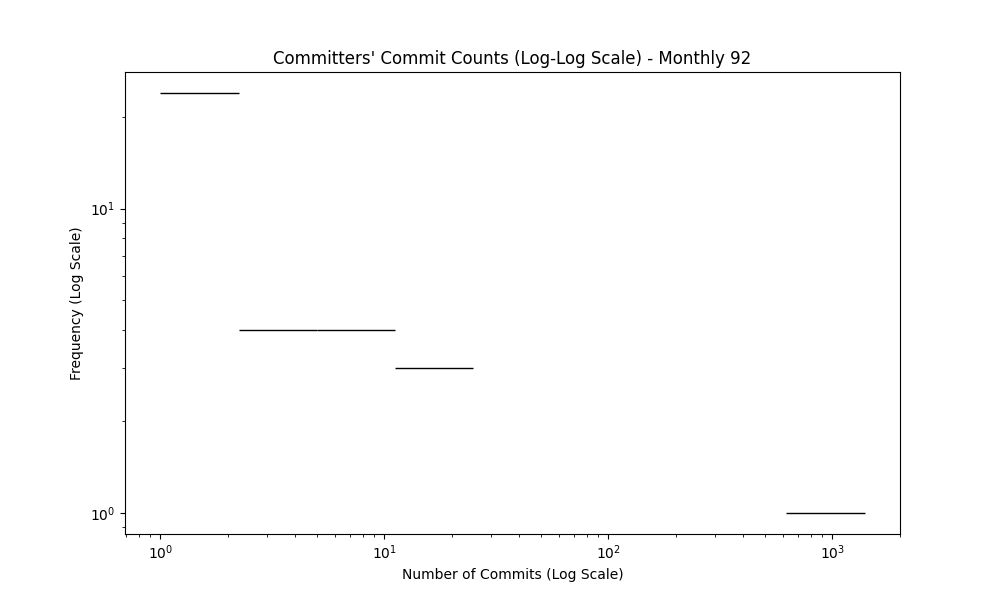 Committers' Commit Counts (Log-Log Scale) - Monthly 92
Frequency (Log Scale)
10¹
10⁰
10⁰ 10¹ 10² 10³
Number of Commits (Log Scale)